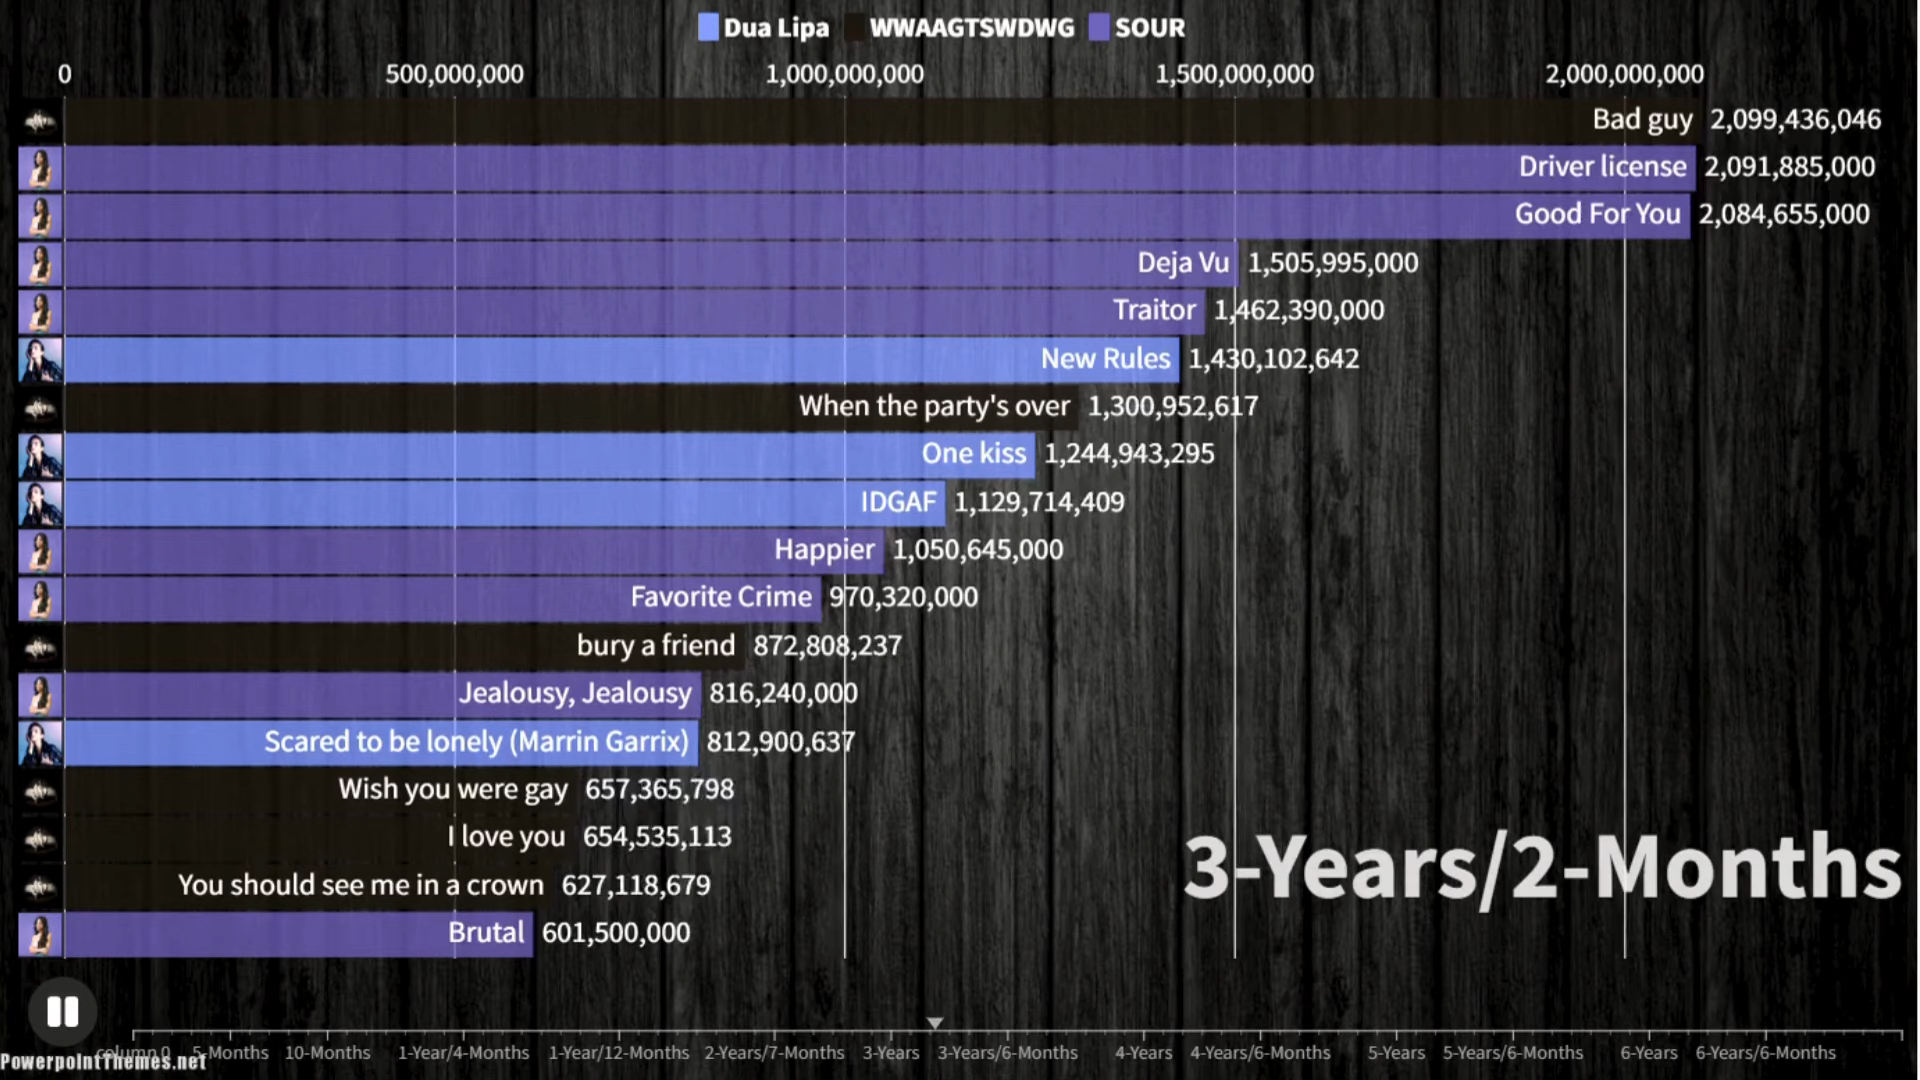 Dua Lipa WWAAGTSWDWG SOUR
0 500,000,000 1,000,000,000 1,500,000,000 2,000,000,000
Bad guy 2,099,436,046
Driver license 2,091,885,000
Good For You 2,084,655,000
Deja Vu 1,505,995,000
Traitor 1,462,390,000
New Rules 1,430,102,642
When the party's over 1,300,952,617
One kiss 1,244,943,295
IDGAF 1,129,714,409
Happier 1,050,645,000
Favorite Crime 970,320,000
bury a friend 872,808,237
Jealousy, Jealousy 816,240,000
Scared to be lonely (Marrin Garrix) 812,900,637
Wish you were gay 657,365,798
I love you 654,535,113
You should see me in a crown 627,118,679
Brutal 601,500,000
3-Years/2-Months
column 0 5-Months 10-Months 1-Year/4-Months 1-Year/12-Months 2-Years/7-Months 3-Years 3-Years/6-Months 4-Years 4-Years/6-Months 5-Years 5-Years/6-Months 6-Years 6-Years/6-Months
PowerpointThemes.net